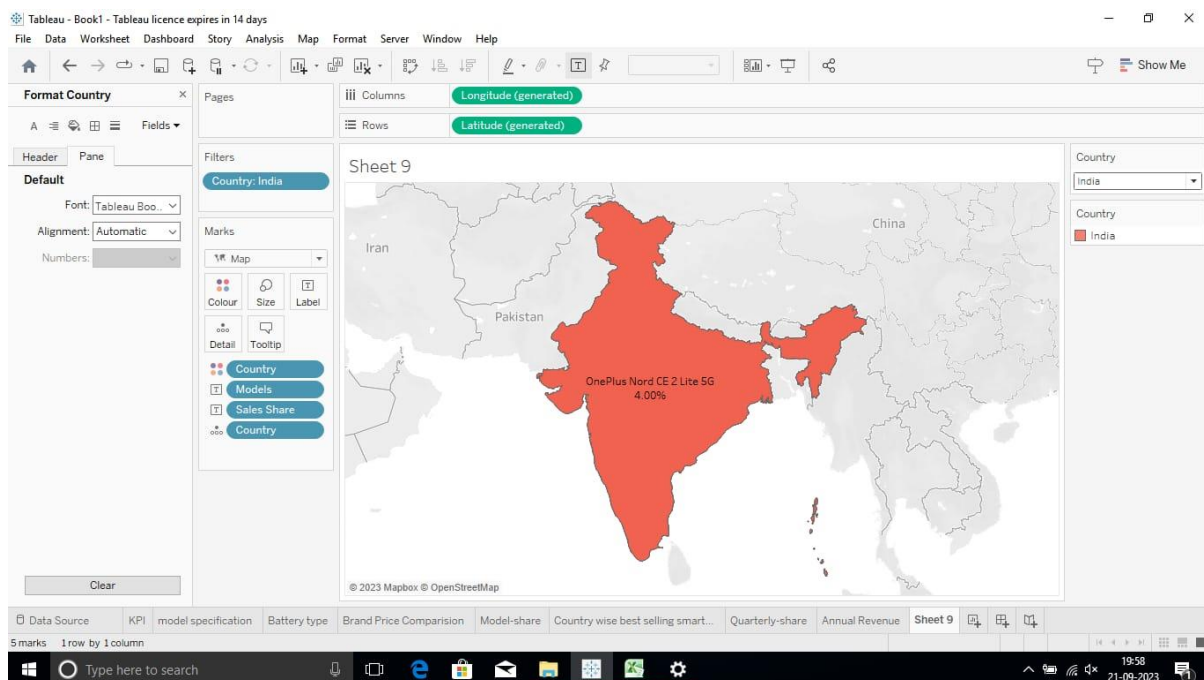 Tableau - Book1 - Tableau licence expires in 14 days
File Data Worksheet Dashboard Story Analysis Map Format Server Window Help
Show Me
Format Country
Fields
Header Pane
Default
Font: Tableau Boo..
Alignment: Automatic
Numbers:
Clear
Pages
Filters
Country: India
Marks
Map
Colour Size Label
Detail Tooltip
Country
Models
Sales Share
Country
Columns Longitude (generated)
Rows Latitude (generated)
Sheet 9
Iran
China
Pakistan
OnePlus Nord CE 2 Lite 5G
4.00%
© 2023 Mapbox © OpenStreetMap
Country
India
Country
India
Data Source KPI model specification Battery type Brand Price Comparision Model-share Country wise best selling smart... Quarterly-share Annual Revenue Sheet 9
5 marks 1 row by 1 column
Type here to search
19:58
21-09-2023